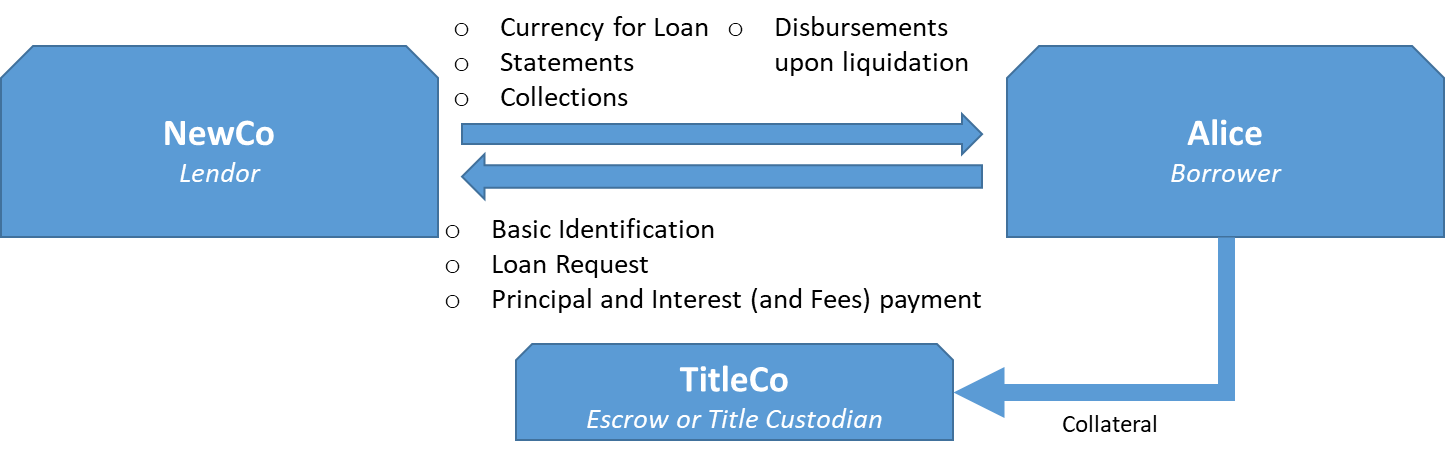 o Currency for Loan o Disbursements
o Statements upon liquidation
o Collections
NewCo
Lendor
Alice
Borrower
o Basic Identification
o Loan Request
o Principal and Interest (and Fees) payment
TitleCo
Escrow or Title Custodian
Collateral